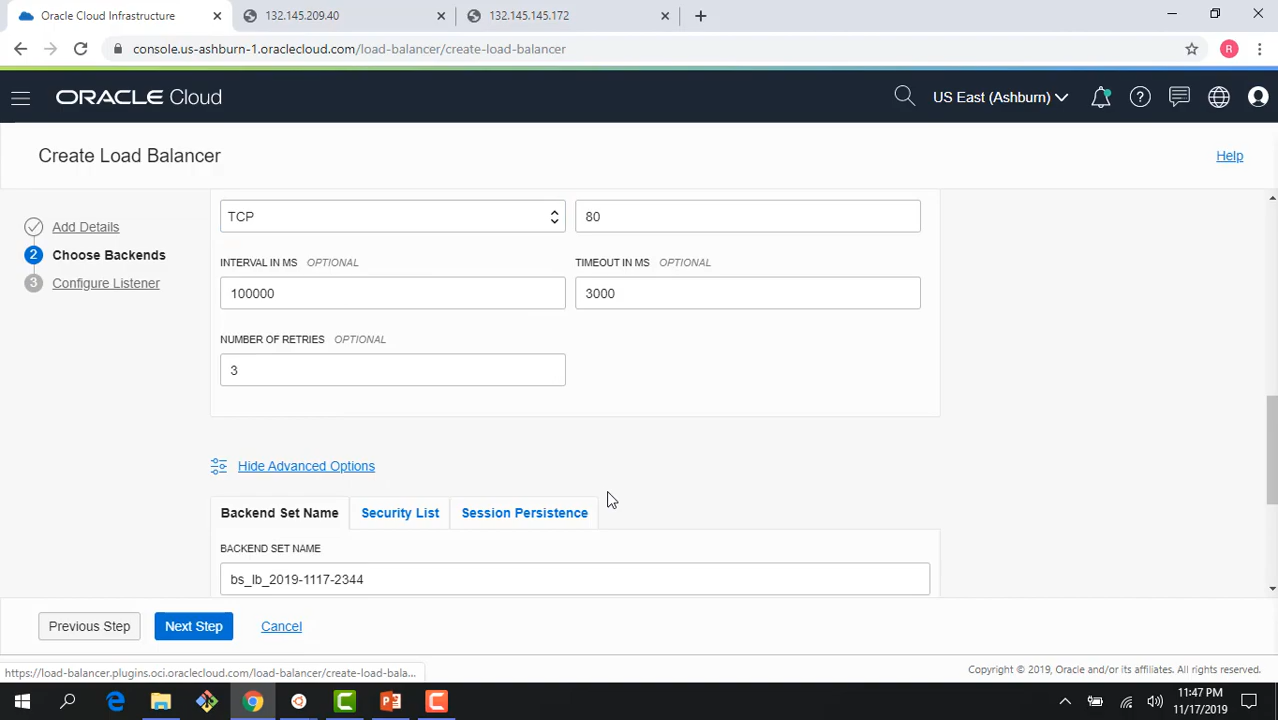 Oracle Cloud Infrastructure
132.145.209.40
132.145.145.172
console.us-ashburn-1.oraclecloud.com/load-balancer/create-load-balancer
R
ORACLE Cloud
US East (Ashburn)
Create Load Balancer
Help
Add Details
2 Choose Backends
3 Configure Listener
TCP
80
INTERVAL IN MS OPTIONAL
TIMEOUT IN MS OPTIONAL
100000
3000
NUMBER OF RETRIES OPTIONAL
3
Hide Advanced Options
Backend Set Name
Security List
Session Persistence
BACKEND SET NAME
bs_lb_2019-1117-2344
Previous Step
Next Step
Cancel
https://load-balancer.plugins.oci.oraclecloud.com/load-balancer/create-load-bala...
Copyright © 2019, Oracle and/or its affiliates. All rights reserved.
11:47 PM
11/17/2019